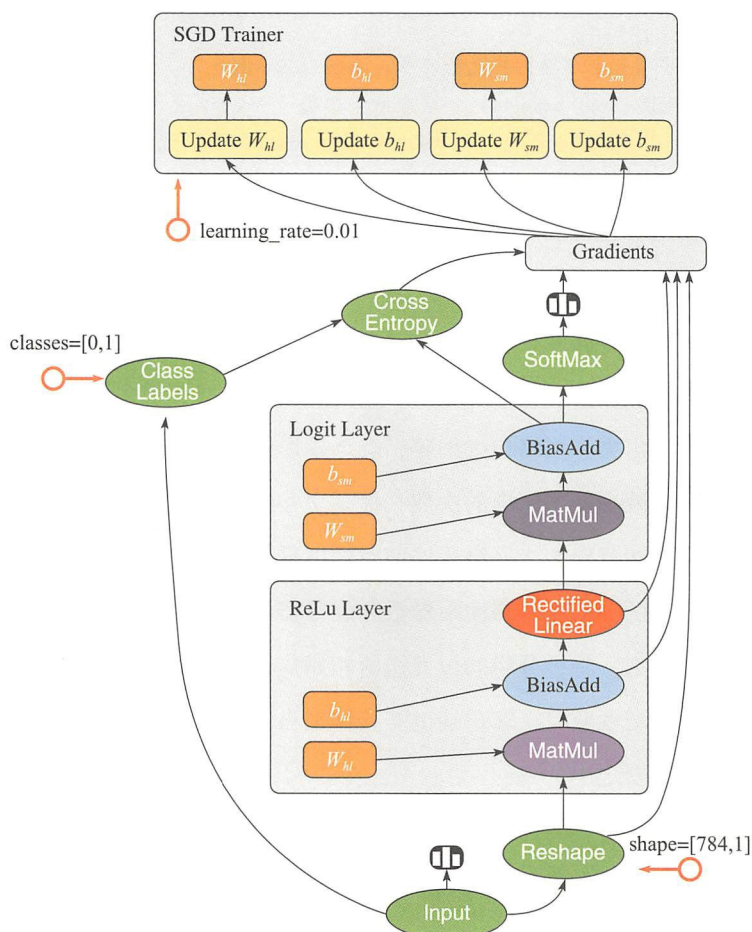 SGD Trainer
W_hl
b_hl
W_sm
b_sm
Update W_hl
Update b_hl
Update W_sm
Update b_sm
learning_rate=0.01
Gradients
Cross
Entropy
classes=[0,1]
Class
Labels
SoftMax
Logit Layer
BiasAdd
b_sm
MatMul
W_sm
ReLu Layer
Rectified
Linear
BiasAdd
b_hl
MatMul
W_hl
shape=[784,1]
Reshape
Input